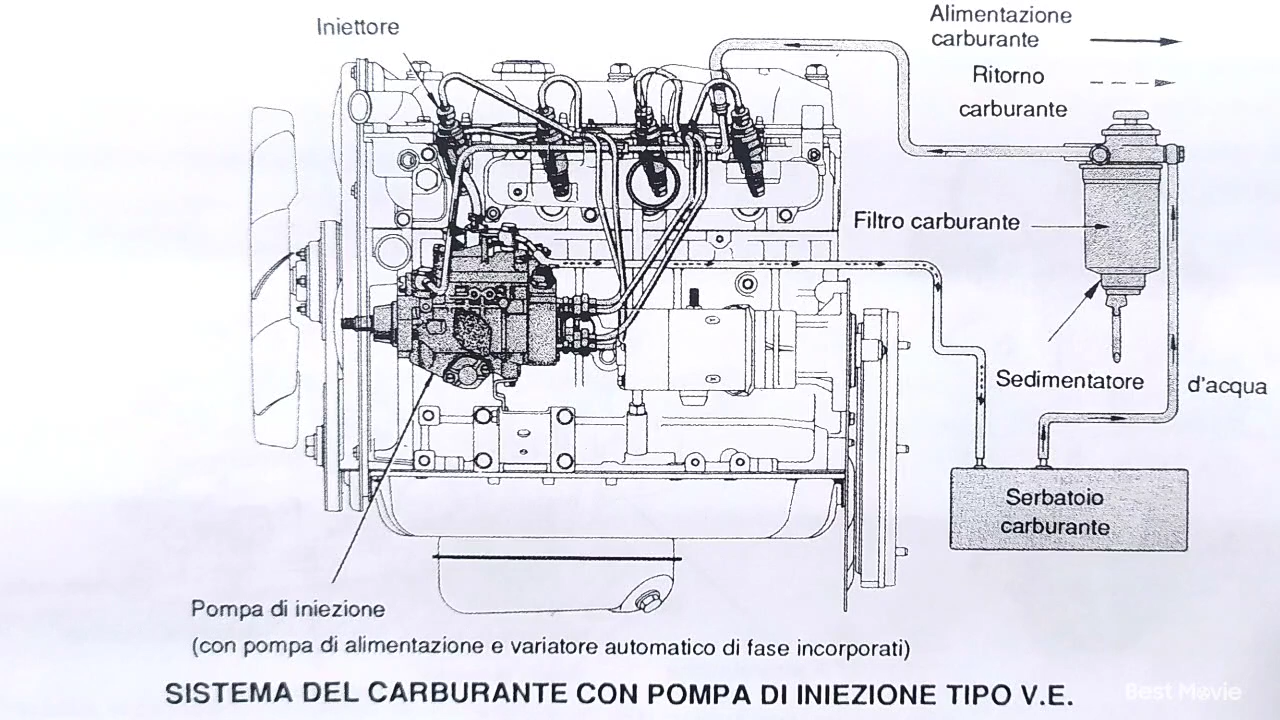 Iniettore
Alimentazione
carburante
Ritorno
carburante
Filtro carburante
Sedimentatore d'acqua
Serbatoio
carburante
Pompa di iniezione
(con pompa di alimentazione e variatore automatico di fase incorporati)
SISTEMA DEL CARBURANTE CON POMPA DI INIEZIONE TIPO V.E.
Best Movie